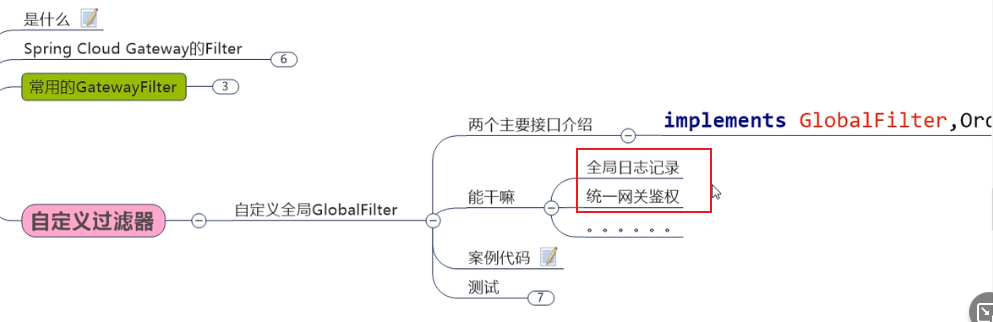 是什么
Spring Cloud Gateway的Filter
6
常用的GatewayFilter
3
两个主要接口介绍
implements GlobalFilter,Orc
全局日志记录
能干嘛
统一网关鉴权
自定义过滤器
自定义全局GlobalFilter
。。。。。。
案例代码
测试
7